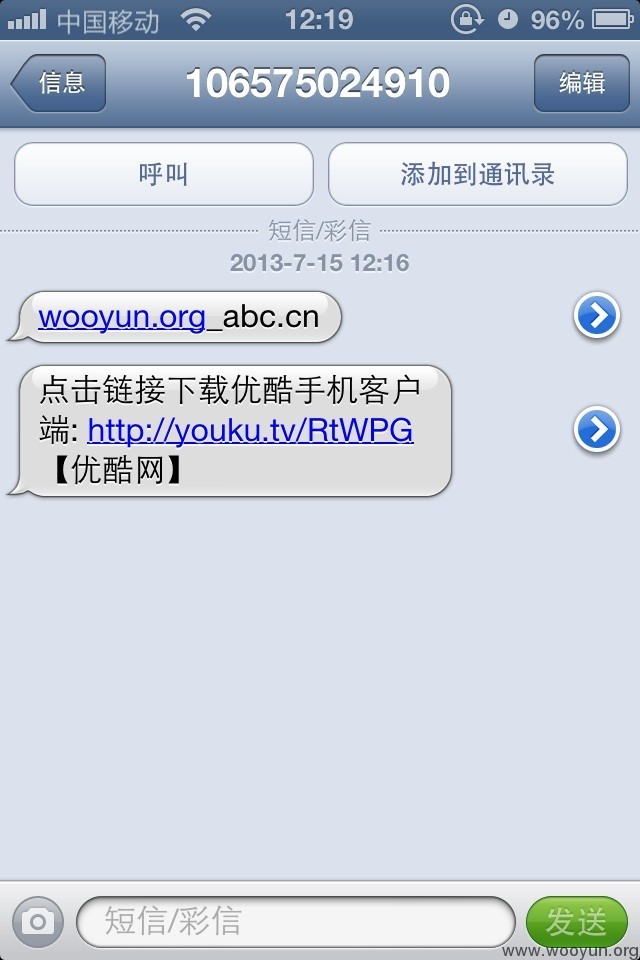 中国移动 12:19 96%
信息 106575024910 编辑
呼叫 添加到通讯录
短信/彩信
2013-7-15 12:16
wooyun.org_abc.cn
点击链接下载优酷手机客户
端: http://youku.tv/RtWPG
【优酷网】
短信/彩信 发送
www.wooyun.org